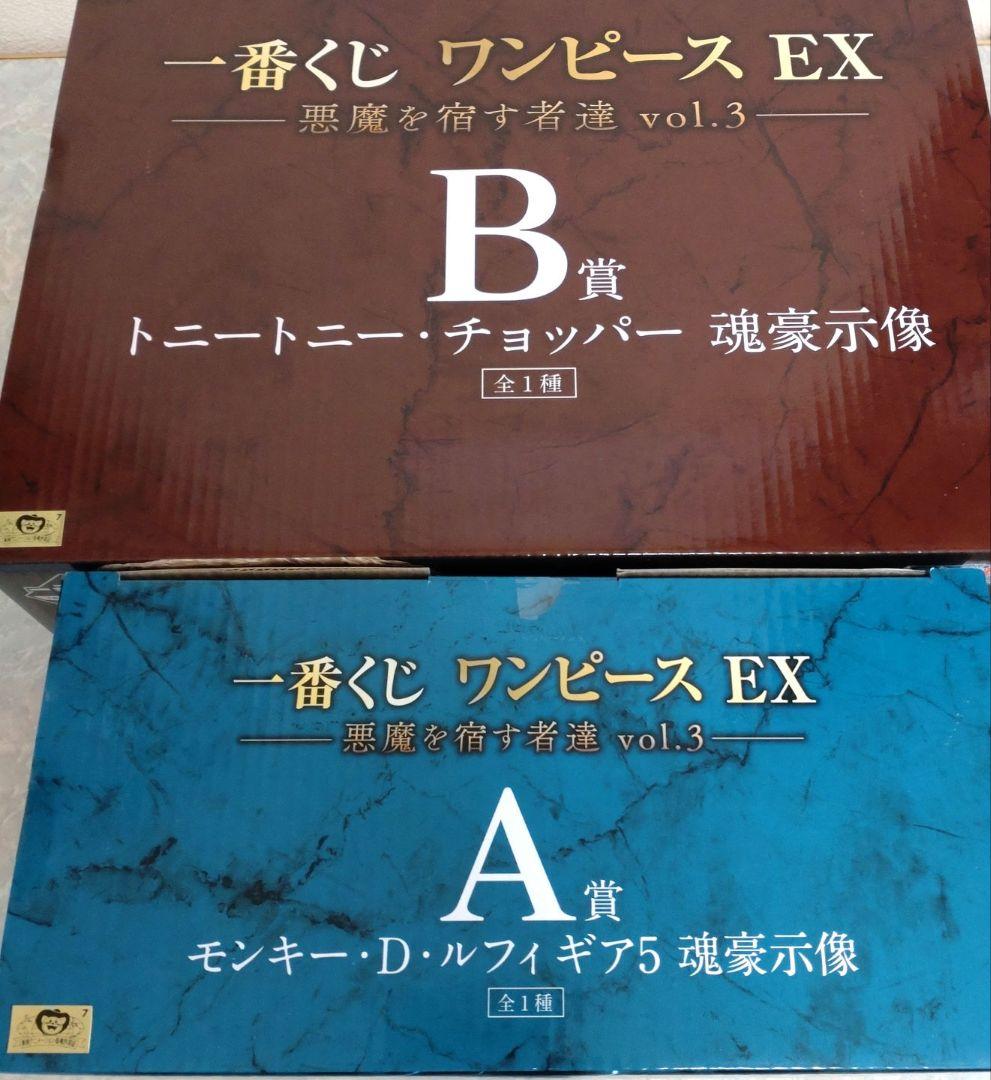 一番くじ ワンピース EX
悪魔を宿す者達 vol.3
B賞
トニートニー・チョッパー 魂豪示像
全1種
7
一番くじ ワンピース EX
悪魔を宿す者達 vol.3
A賞
モンキー・D・ルフィ ギア5 魂豪示像
全1種
7